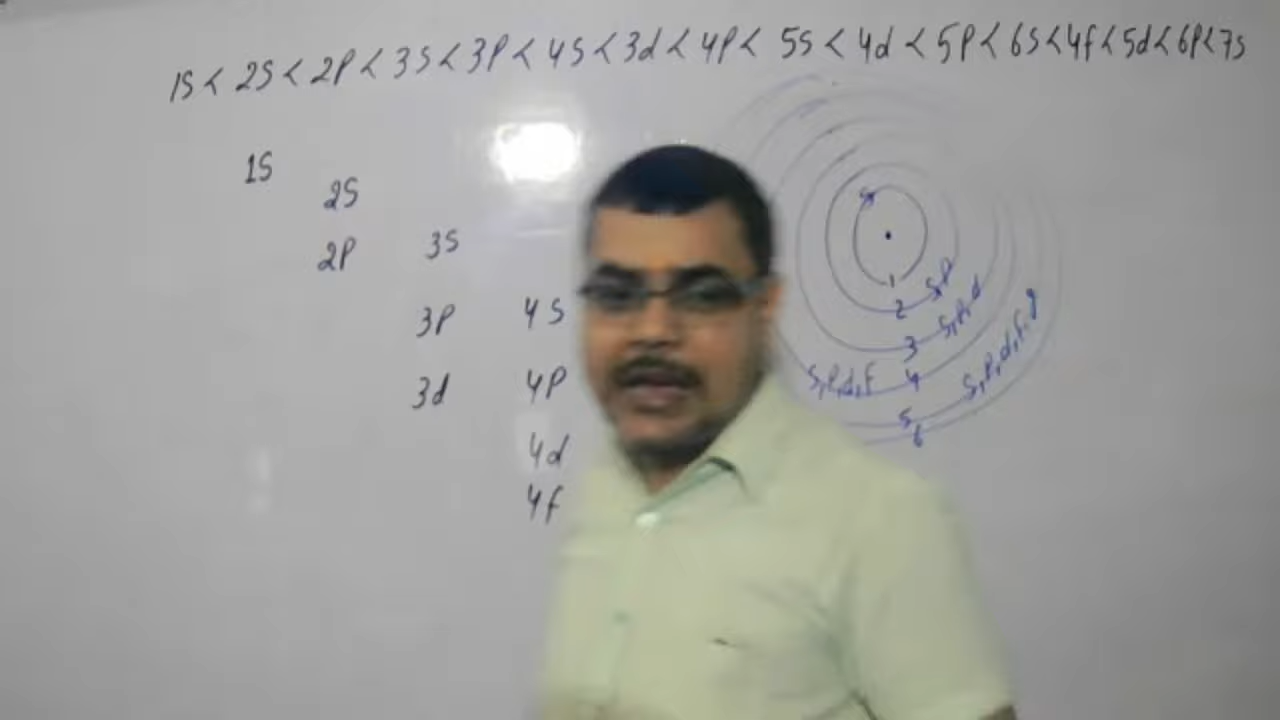 1S < 2S < 2P < 3S < 3P < 4S < 3d < 4P < 5S < 4d < 5P < 6S < 4f < 5d < 6P < 7S
1S
2S
2P 3S
3P 4S
3d 4P
4d
4f
S
1
2 S,P
3 S,P,d
S,P,d,F 4
5 S,P,d,F,g
6